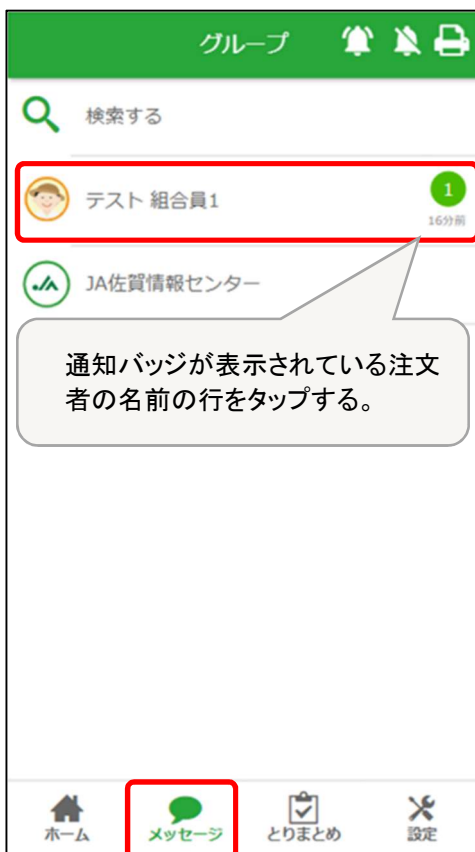 グループ
検索する
テスト 組合員1
1
16分前
JA佐賀情報センター
通知バッジが表示されている注文
者の名前の行をタップする。
ホーム
メッセージ
とりまとめ
設定